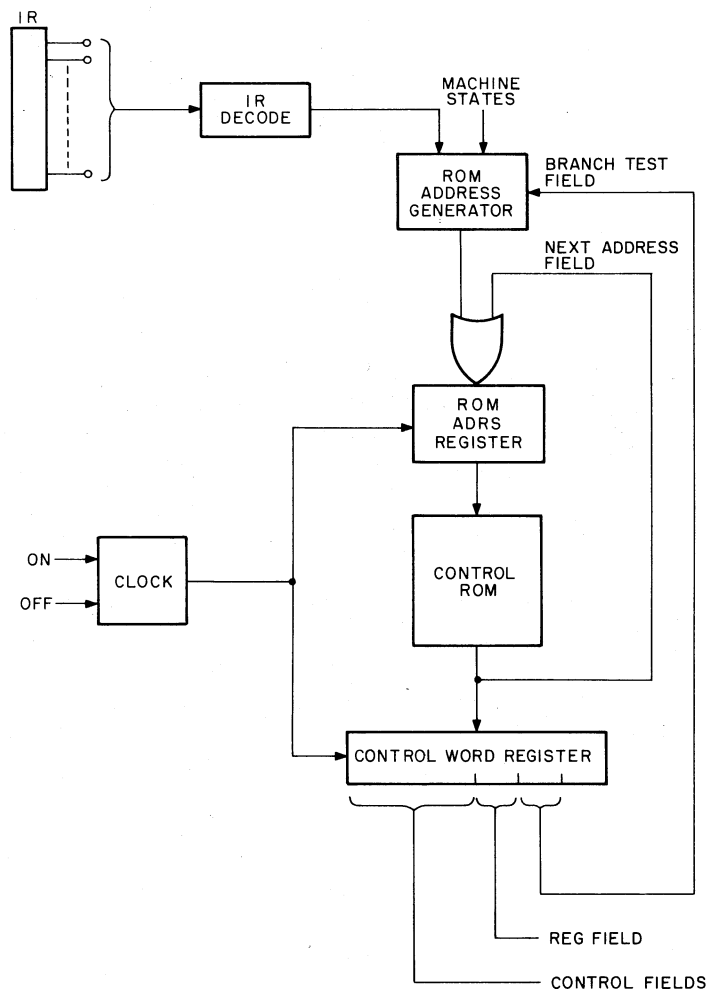 IR
IR
DECODE
MACHINE
STATES
ROM
ADDRESS
GENERATOR
BRANCH TEST
FIELD
NEXT ADDRESS
FIELD
ROM
ADRS
REGISTER
ON
OFF
CLOCK
CONTROL
ROM
CONTROL WORD REGISTER
REG FIELD
CONTROL FIELDS